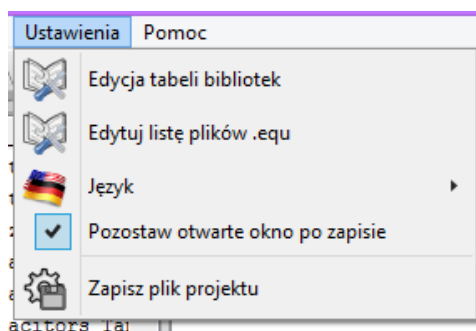 Ustawienia Pomoc
Edycja tabeli bibliotek
Edytuj listę plików .equ
Język
Pozostaw otwarte okno po zapisie
Zapisz plik projektu
acitors